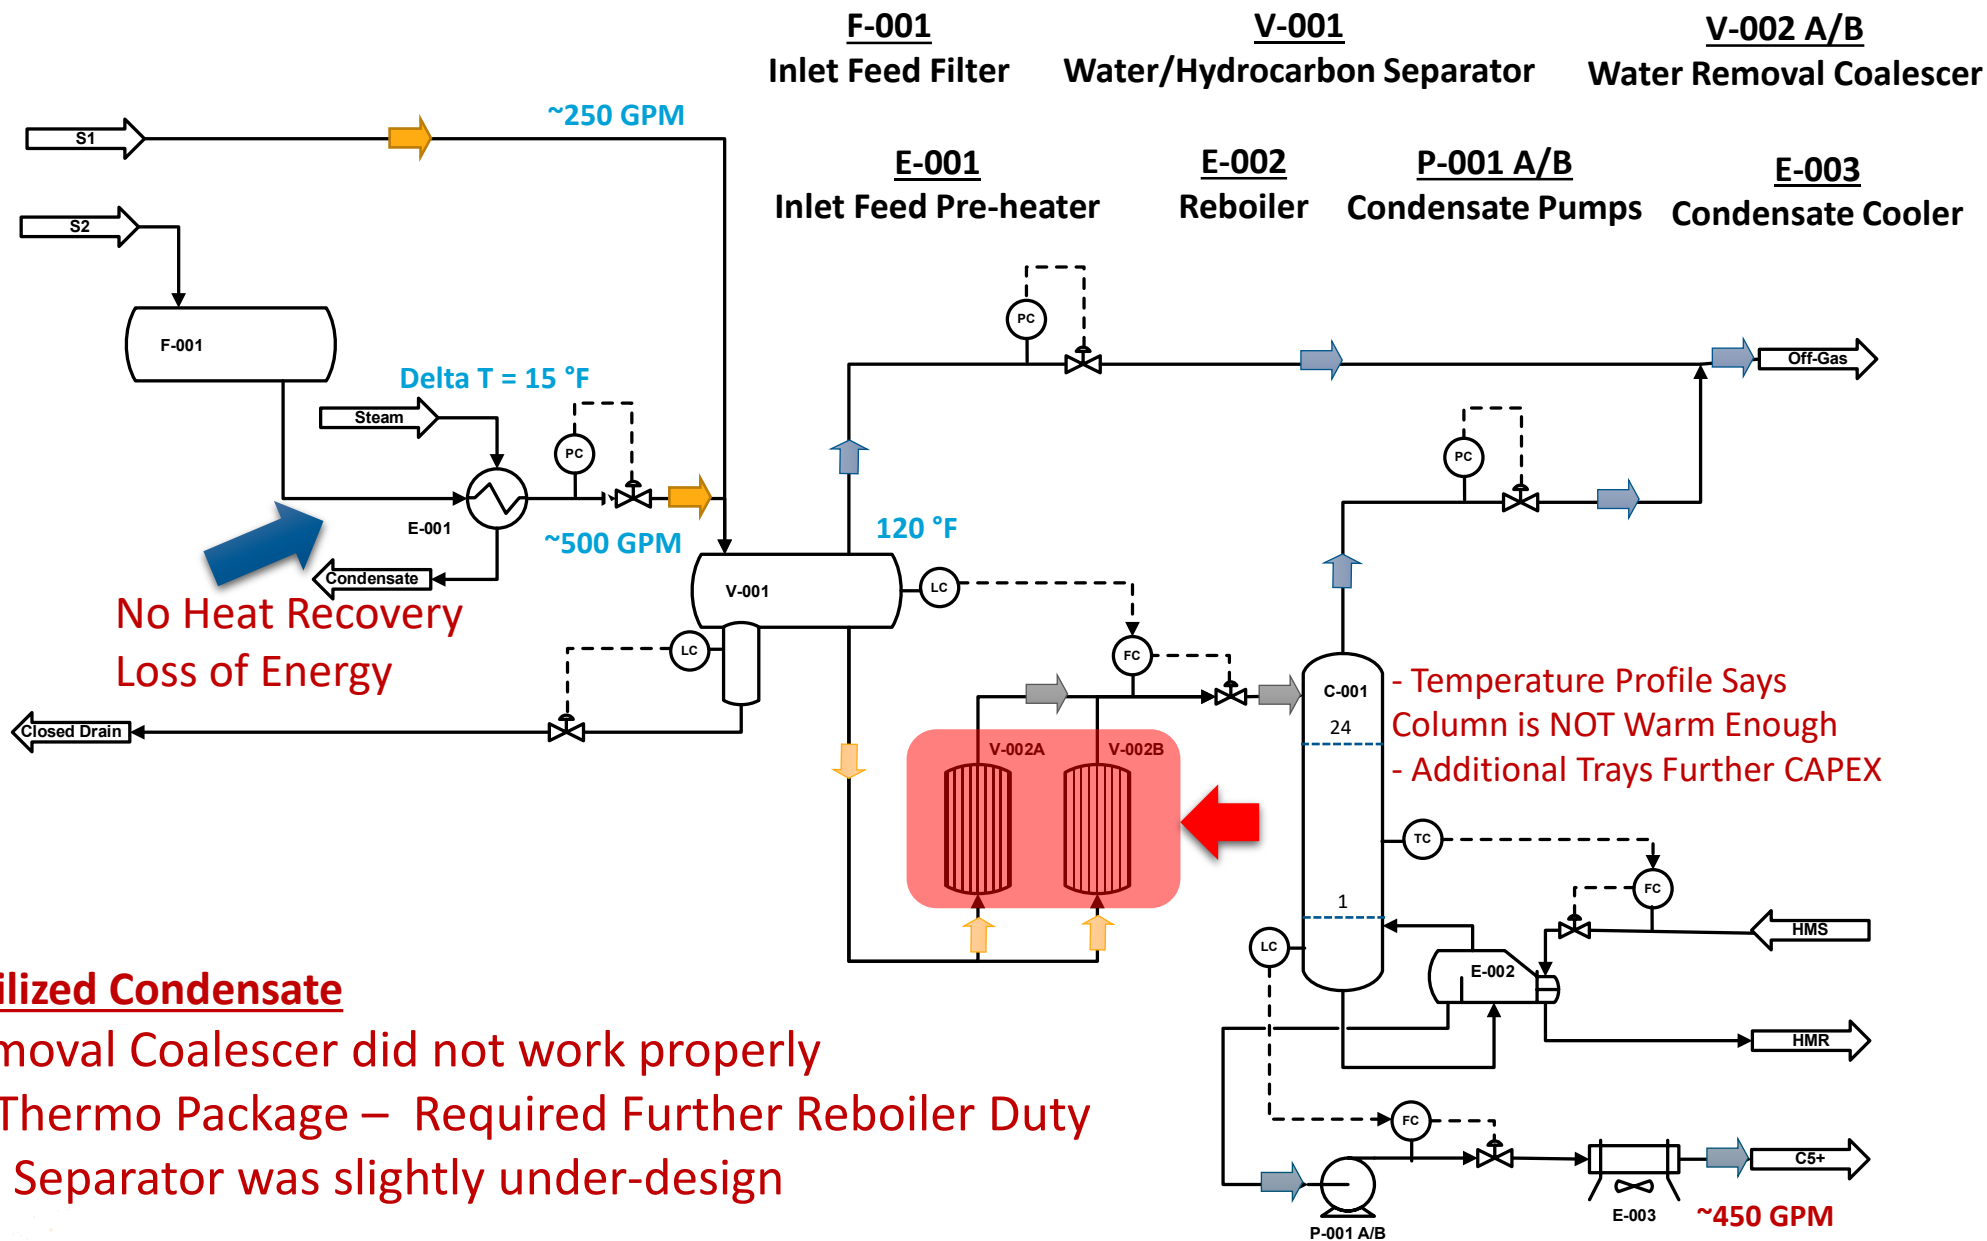 F-001
Inlet Feed Filter
V-001
Water/Hydrocarbon Separator
V-002 A/B
Water Removal Coalescer
E-001
Inlet Feed Pre-heater
E-002
Reboiler
P-001 A/B
Condensate Pumps
E-003
Condensate Cooler
~250 GPM
S1
S2
F-001
Delta T = 15 °F
Steam
PC
E-001
~500 GPM
Condensate
No Heat Recovery
Loss of Energy
PC
Off-Gas
PC
120 °F
V-001
LC
LC
FC
Closed Drain
C-001
24
- Temperature Profile Says
Column is NOT Warm Enough
- Additional Trays Further CAPEX
V-002A
V-002B
TC
FC
1
HMS
LC
E-002
HMR
ilized Condensate
moval Coalescer did not work properly
Thermo Package – Required Further Reboiler Duty
Separator was slightly under-design
FC
C5+
P-001 A/B
E-003
~450 GPM